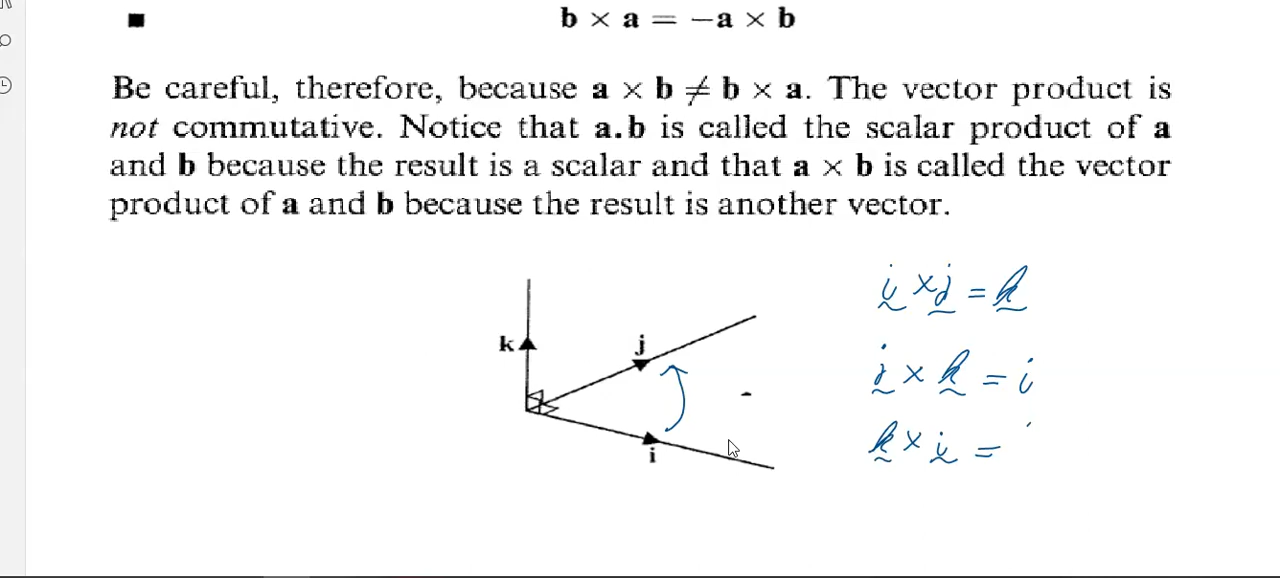 b × a = −a × b
Be careful, therefore, because a × b ≠ b × a. The vector product is
not commutative. Notice that a.b is called the scalar product of a
and b because the result is a scalar and that a × b is called the vector
product of a and b because the result is another vector.
i × j = k
k
j
j × k = i
i
k × i =